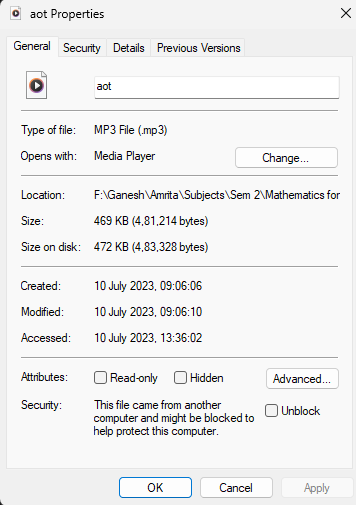 aot Properties
General Security Details Previous Versions
aot
Type of file: MP3 File (.mp3)
Opens with: Media Player Change...
Location: F:\Ganesh\Amrita\Subjects\Sem 2\Mathematics for
Size: 469 KB (4,81,214 bytes)
Size on disk: 472 KB (4,83,328 bytes)
Created: 10 July 2023, 09:06:06
Modified: 10 July 2023, 09:06:10
Accessed: 10 July 2023, 13:36:02
Attributes: Read-only Hidden Advanced...
Security: This file came from another
computer and might be blocked to
help protect this computer.
Unblock
OK Cancel Apply